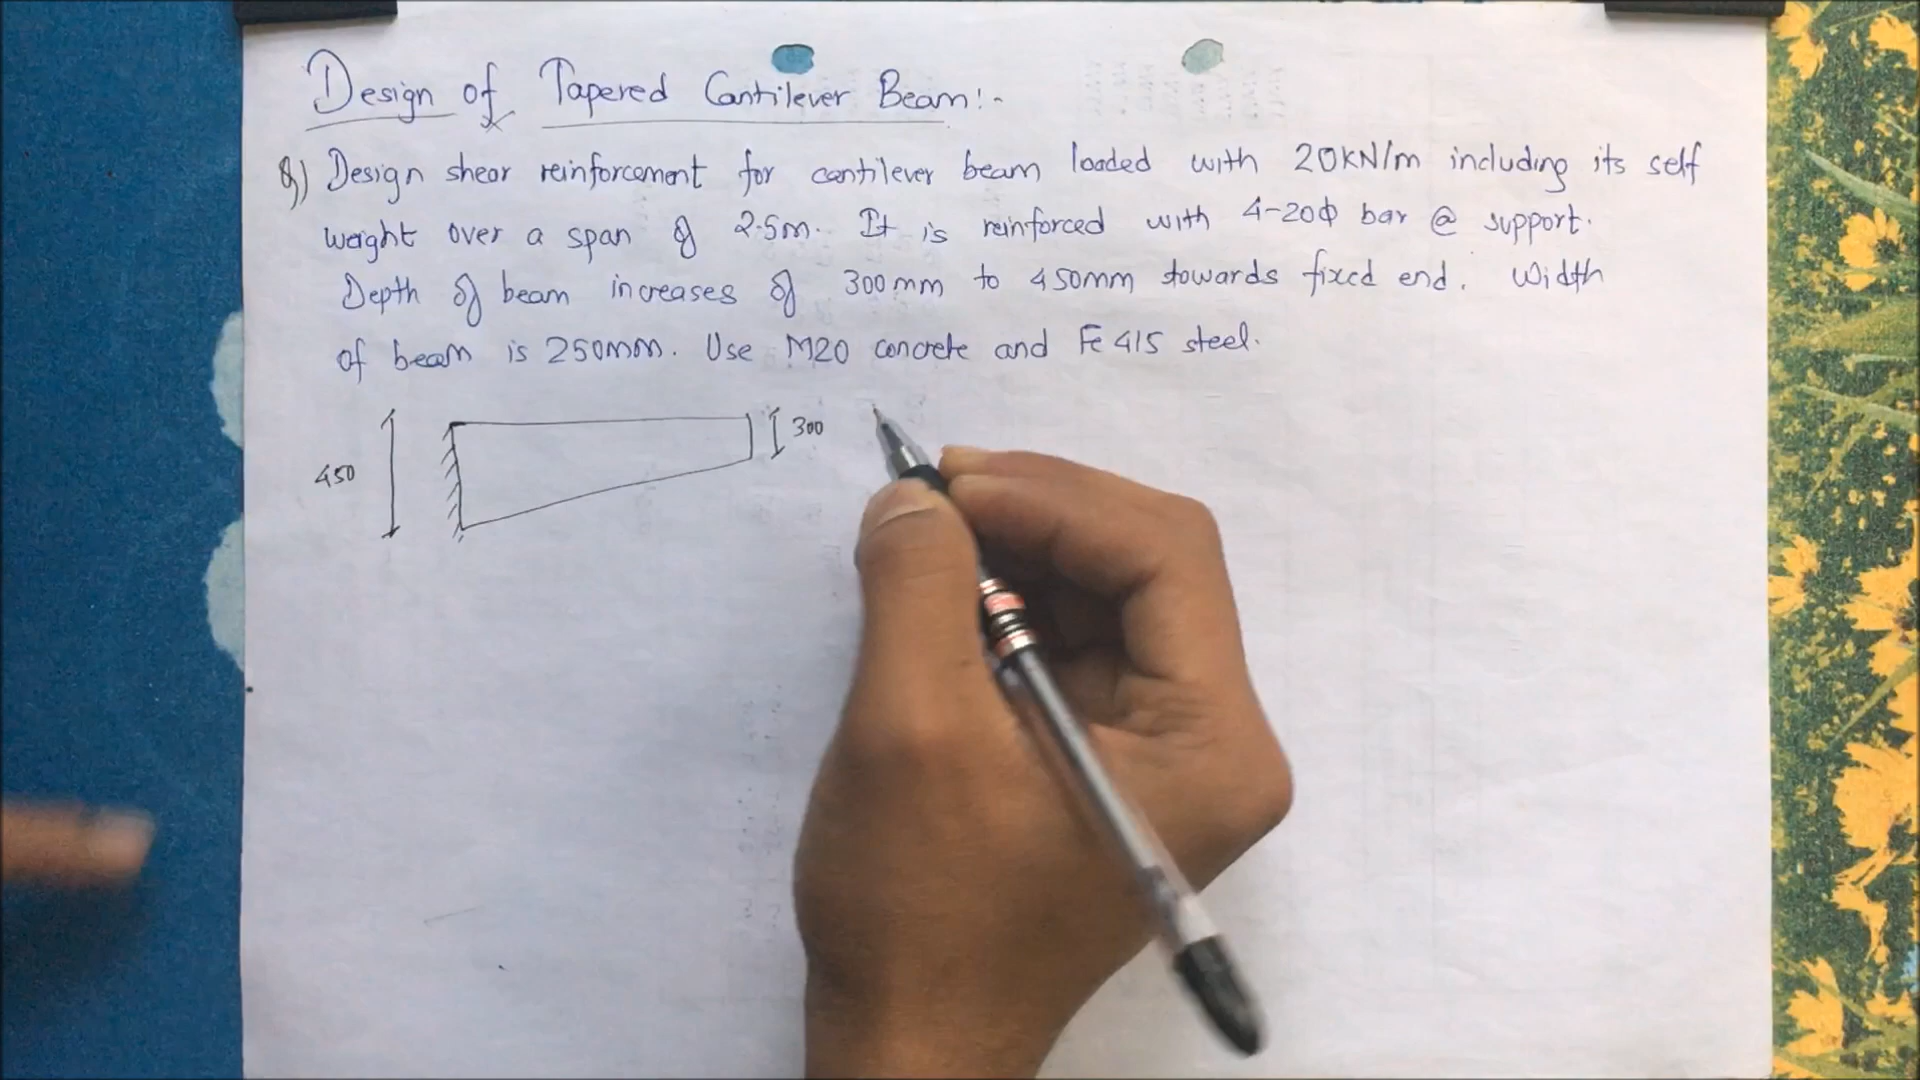 Design of Tapered Cantilever Beam:-
Q) Design shear reinforcement for cantilever beam loaded with 20KN/m including its self
weight over a span of 2.5m. It is reinforced with 4-20ϕ bar @ support.
Depth of beam increases of 300mm to 450mm towards fixed end. Width
of beam is 250mm. Use M20 concrete and Fe 415 steel.
300
450